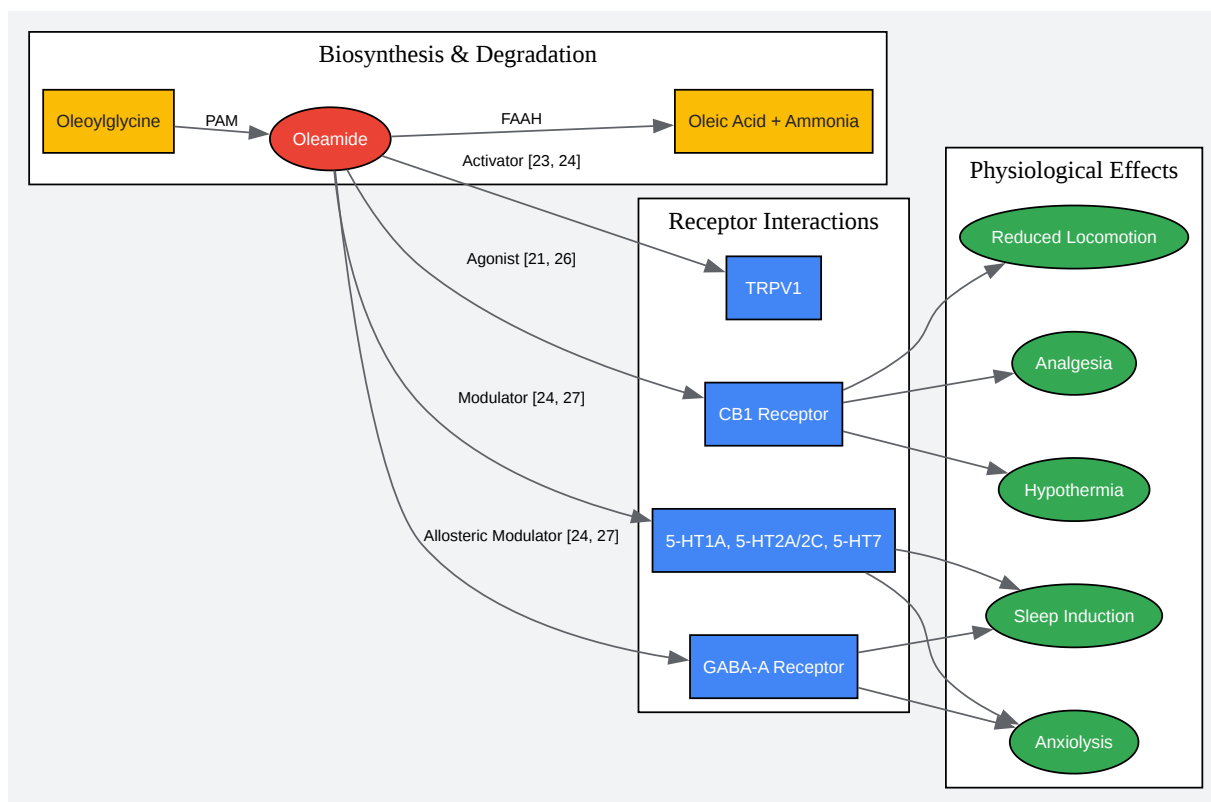 Biosynthesis & Degradation
Oleoylglycine
PAM
Oleamide
FAAH
Oleic Acid + Ammonia
Activator [23, 24]
Agonist [21, 26]
Modulator [24, 27]
Allosteric Modulator [24, 27]
Receptor Interactions
TRPV1
CB1 Receptor
5-HT1A, 5-HT2A/2C, 5-HT7
GABA-A Receptor
Physiological Effects
Reduced Locomotion
Analgesia
Hypothermia
Sleep Induction
Anxiolysis